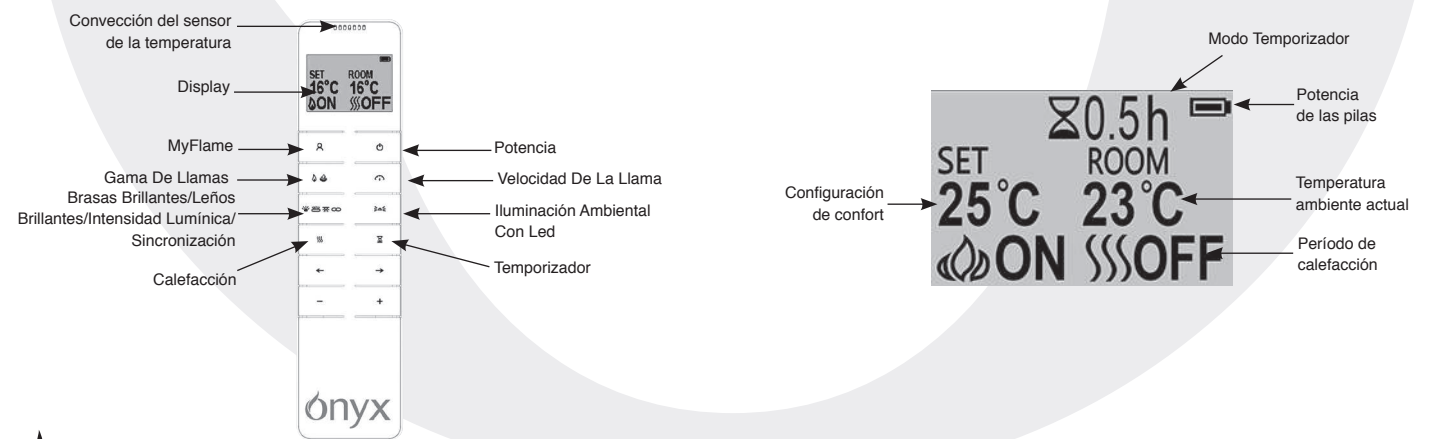 Convección del sensor
de la temperatura
Display
MyFlame
Gama De Llamas
Brasas Brillantes/Leños
Brillantes/Intensidad Lumínica/
Sincronización
Calefacción
SET ROOM
16°C 16°C
ON OFF
ónyx
Potencia
Velocidad De La Llama
Iluminación Ambiental
Con Led
Temporizador
Modo Temporizador
Potencia
de las pilas
0.5h
SET ROOM
25°C 23°C
ON OFF
Configuración
de confort
Temperatura
ambiente actual
Período de
calefacción